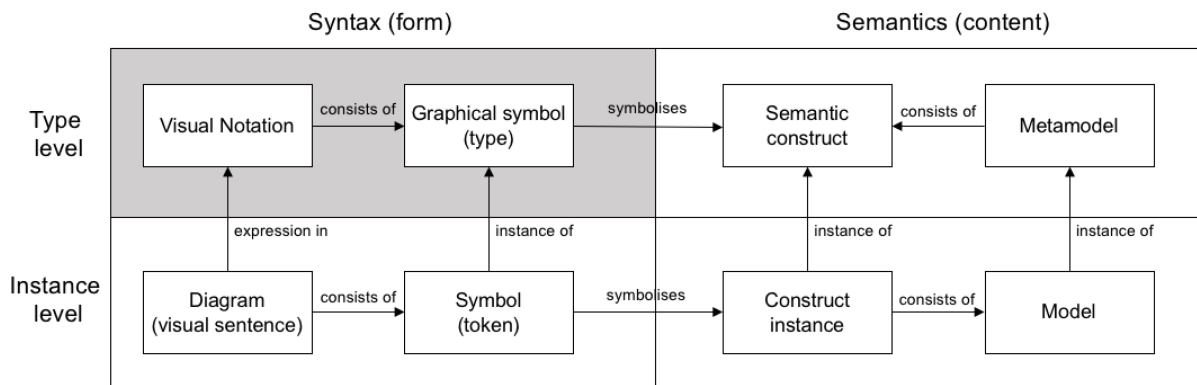 Syntax (form)
Semantics (content)
Type
level
Visual Notation
consists of
Graphical symbol
(type)
symbolises
Semantic
construct
consists of
Metamodel
expression in
instance of
instance of
instance of
Instance
level
Diagram
(visual sentence)
consists of
Symbol
(token)
symbolises
Construct
instance
consists of
Model